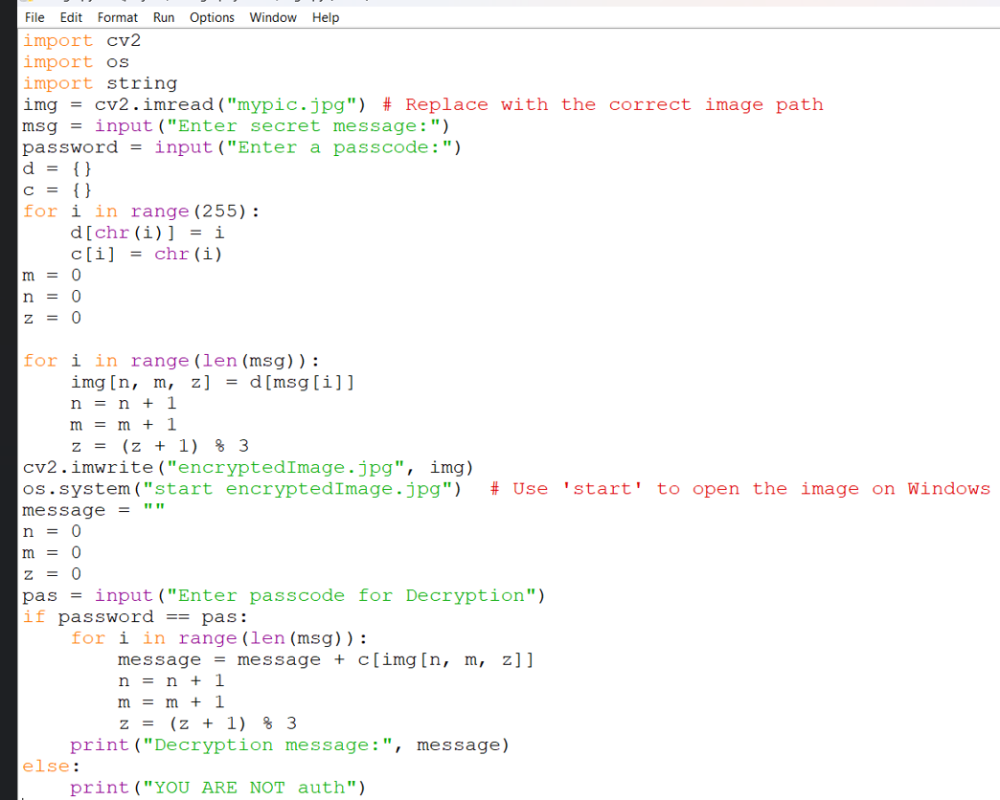 File Edit Format Run Options Window Help
import cv2
import os
import string
img = cv2.imread("mypic.jpg") # Replace with the correct image path
msg = input("Enter secret message:")
password = input("Enter a passcode:")
d = {}
c = {}
for i in range(255):
    d[chr(i)] = i
    c[i] = chr(i)
m = 0
n = 0
z = 0

for i in range(len(msg)):
    img[n, m, z] = d[msg[i]]
    n = n + 1
    m = m + 1
    z = (z + 1) % 3
cv2.imwrite("encryptedImage.jpg", img)
os.system("start encryptedImage.jpg")  # Use 'start' to open the image on Windows
message = ""
n = 0
m = 0
z = 0
pas = input("Enter passcode for Decryption")
if password == pas:
    for i in range(len(msg)):
        message = message + c[img[n, m, z]]
        n = n + 1
        m = m + 1
        z = (z + 1) % 3
    print("Decryption message:", message)
else:
    print("YOU ARE NOT auth")